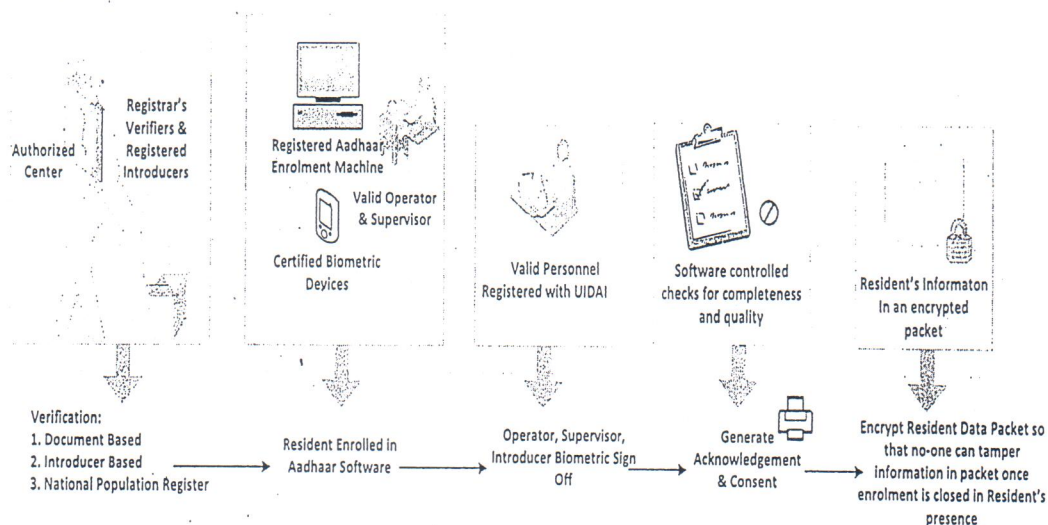 Authorized
Center
Registrar's
Verifiers &
Registered
Introducers
Registered Aadhaar
Enrolment Machine
Valid Operator
& Supervisor
Certified Biometric
Devices
Valid Personnel
Registered with UIDAI
Software controlled
checks for completeness
and quality
Resident's Informaton
In an encrypted
packet
Verification:
1. Document Based
2. Introducer Based
3. National Population Register
Resident Enrolled in
Aadhaar Software
Operator, Supervisor,
Introducer Biometric Sign
Off
Generate
Acknowledgement
& Consent
Encrypt Resident Data Packet so
that no-one can tamper
information in packet once
enrolment is closed in Resident's
presence